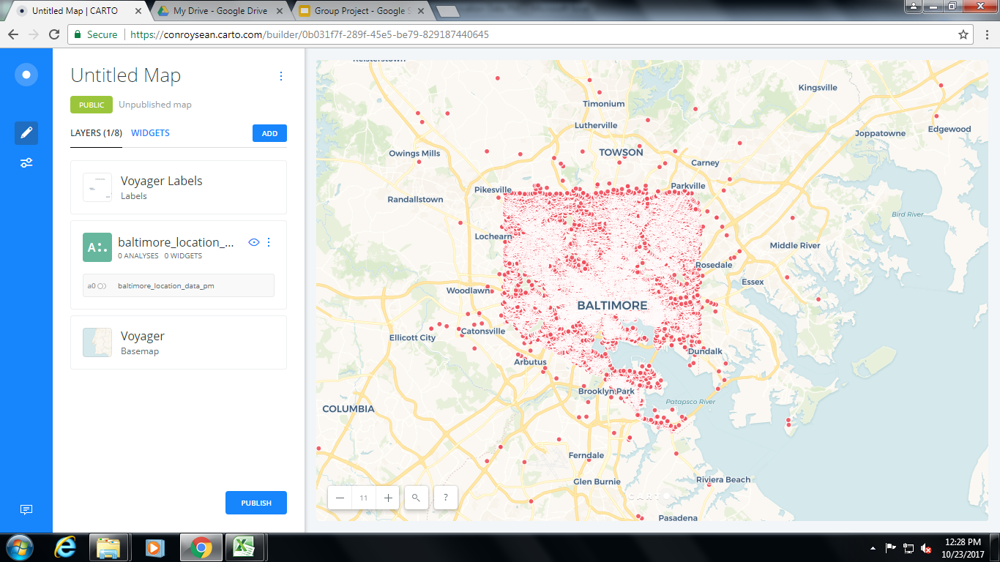 Untitled Map | CARTO
My Drive - Google Drive
Group Project - Google S
Secure
https://conroysean.carto.com/builder/0b031f7f-289f-45e5-be79-829187440645
Untitled Map
PUBLIC
Unpublished map
LAYERS (1/8)
WIDGETS
ADD
Voyager Labels
Labels
A
baltimore_location_...
0 ANALYSES 0 WIDGETS
a0
baltimore_location_data_pm
Voyager
Basemap
PUBLISH
Reisterstown
Kingsville
Timonium
Lutherville
Joppatowne
Edgewood
Owings Mills
TOWSON
Carney
Pikesville
Parkville
Randallstown
Bird River
Lochearn
Middle River
Rosedale
Essex
Woodlawn
BALTIMORE
Ellicott City
Catonsville
Arbutus
Dundalk
Brooklyn Park
Patapsco River
COLUMBIA
Ferndale
Glen Burnie
Riviera Beach
Pasadena
11
?
CARTO
12:28 PM
10/23/2017